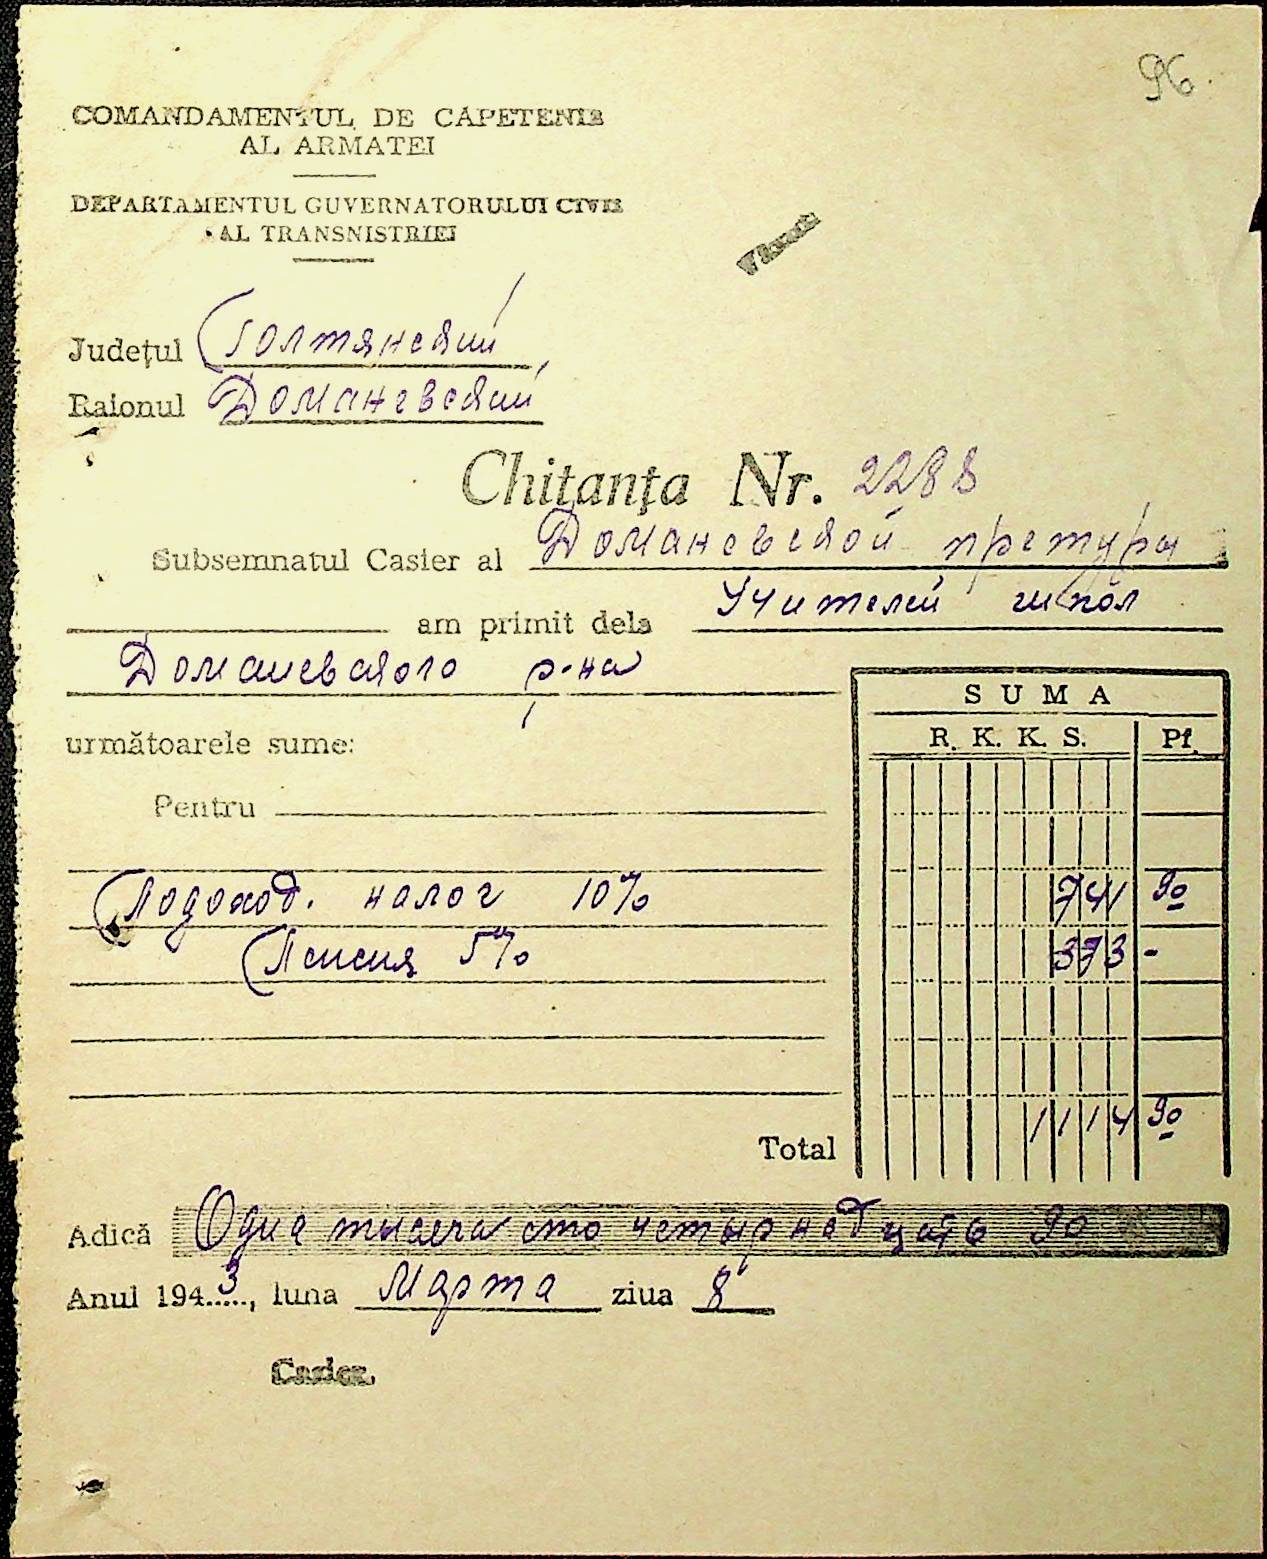 96.
COMANDAMENTUL DE CAPETENIE
AL ARMATEI
DEPARTAMENTUL GUVERNATORULUI CIVIL
AL TRANSNISTRIEI
Județul Голтянский
Raionul Доманевский
Chitanța Nr. 2288
Subsemnatul Casier al Доманевской претуры
am primit dela Учителей школ
Доманевского р-на
următoarele sume:
SUMA
R. K. K. S. Pf.
Pentru
Подоход. налог 10% 741 90
Пенсия 5% 373 -
Total 1114 90
Adică Одна тысяча сто четырнадцать 90
Anul 1943, luna Марта ziua 8
Casier,